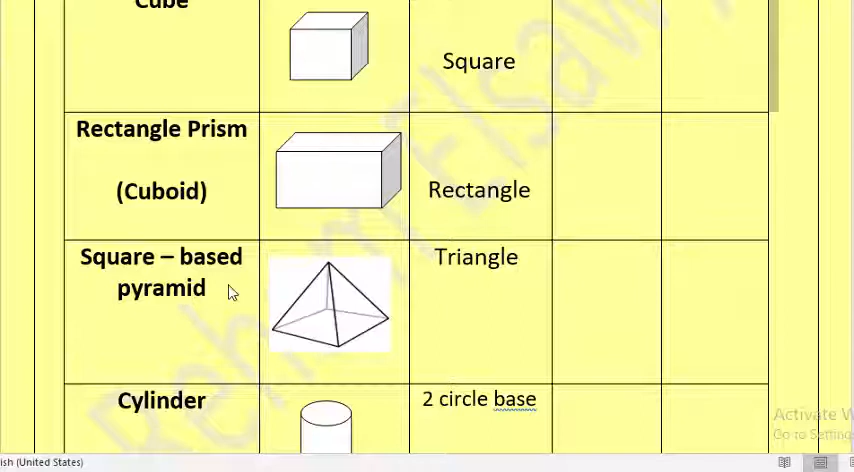 Cube
Square
Rectangle Prism
(Cuboid)
Rectangle
Square – based
pyramid
Triangle
Cylinder
2 circle base
Activate
Go to Setting
ish (United States)